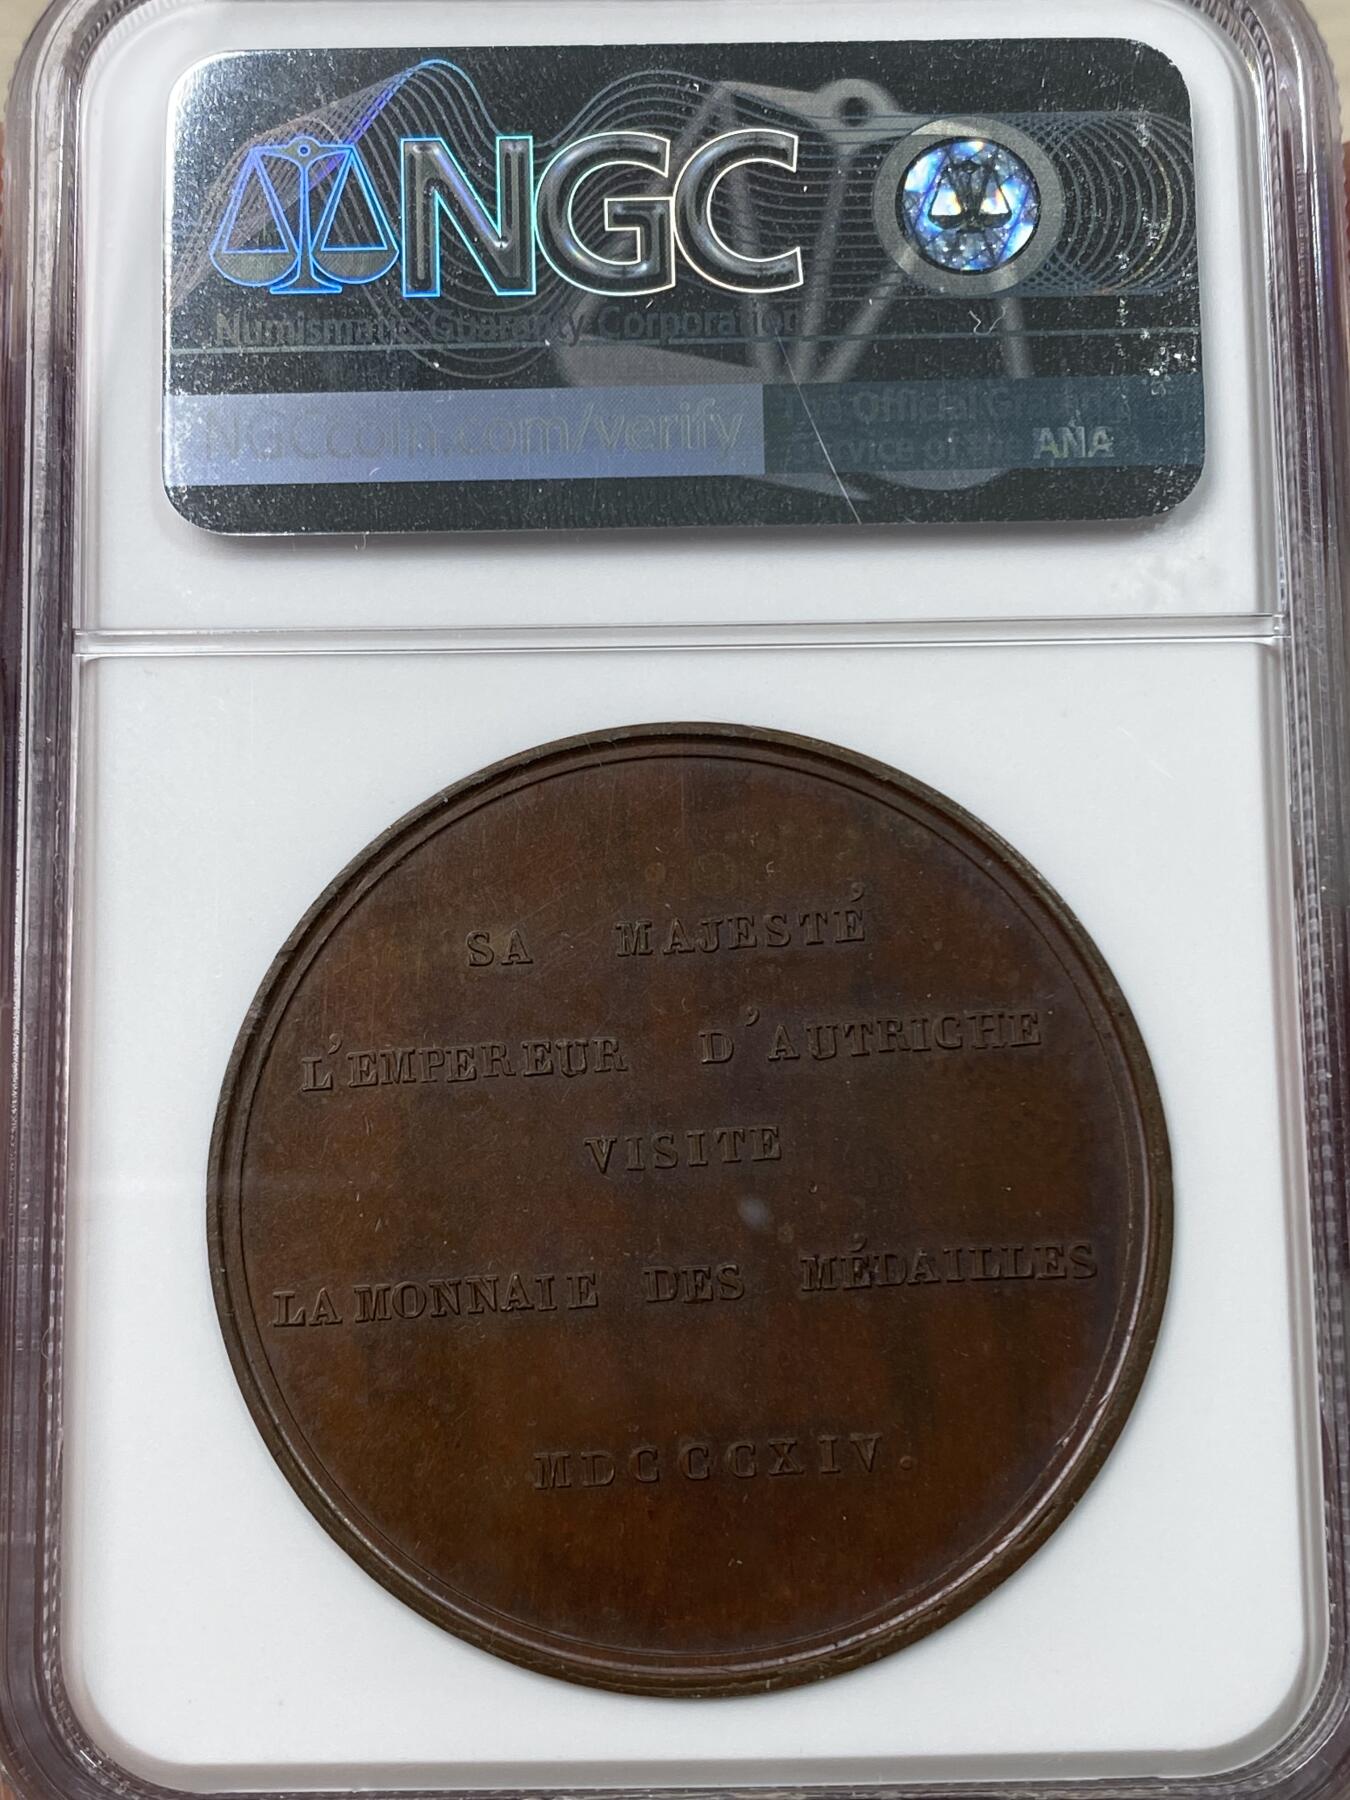 NGC
Numismatic Guaranty Corporation
NGCcoin.com/verify
The Official Grading
Service of the ANA
SA MAJESTÉ
L'EMPEREUR D'AUTRICHE
VISITE
LA MONNAIE DES MÉDAILLES
MDCCCXIV.